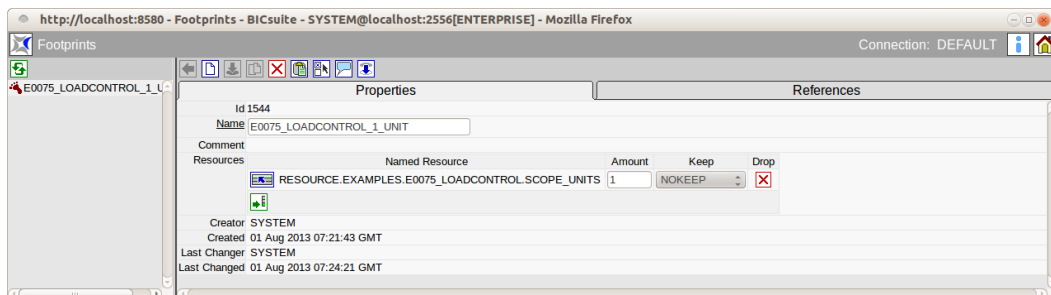 http://localhost:8580 - Footprints - BICsuite - SYSTEM@localhost:2556[ENTERPRISE] - Mozilla Firefox
Footprints
Connection: DEFAULT
E0075_LOADCONTROL_1_U
Properties
References
Id 1544
Name E0075_LOADCONTROL_1_UNIT
Comment
Resources Named Resource Amount Keep Drop
RESOURCE.EXAMPLES.E0075_LOADCONTROL.SCOPE_UNITS 1 NOKEEP
Creator SYSTEM
Created 01 Aug 2013 07:21:43 GMT
Last Changer SYSTEM
Last Changed 01 Aug 2013 07:24:21 GMT